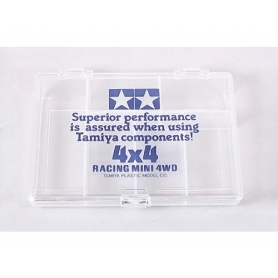 Superior performance
is assured when using
Tamiya components!
4x4
RACING MINI 4WD
TAMIYA PLASTIC MODEL CO.